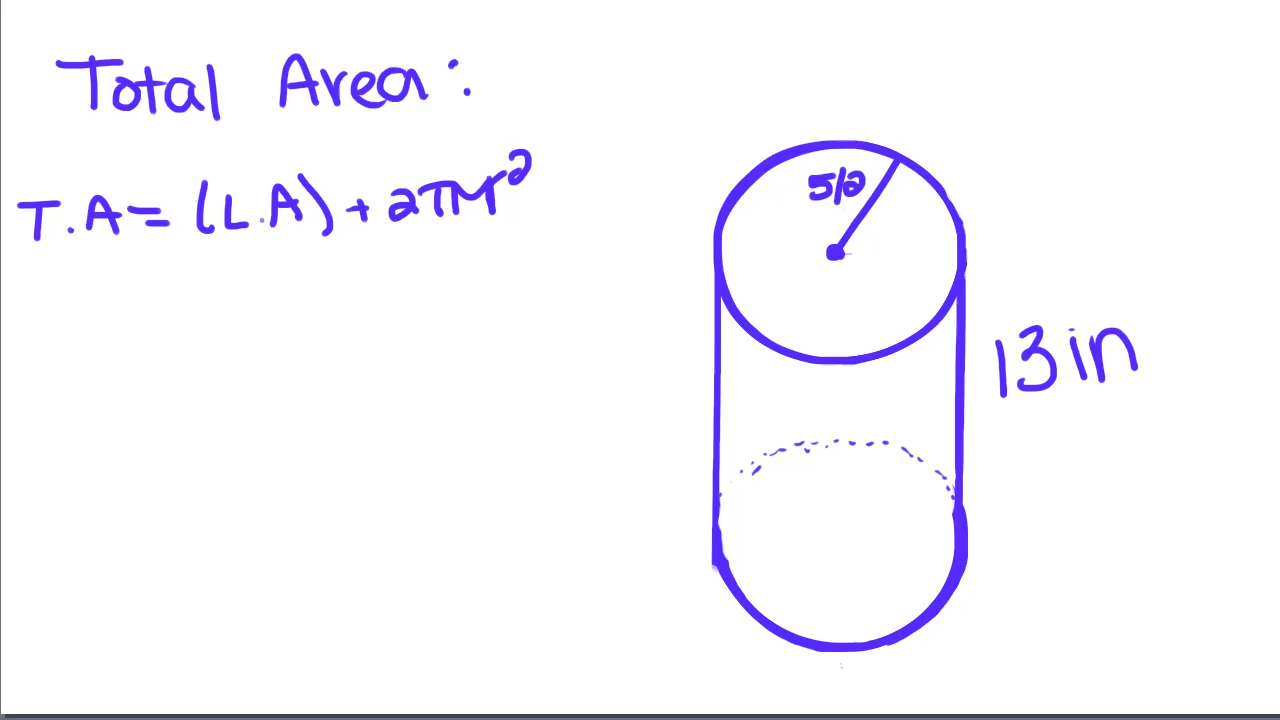 Total Area:
T.A = (L.A) + 2πr²
5/2
13 in